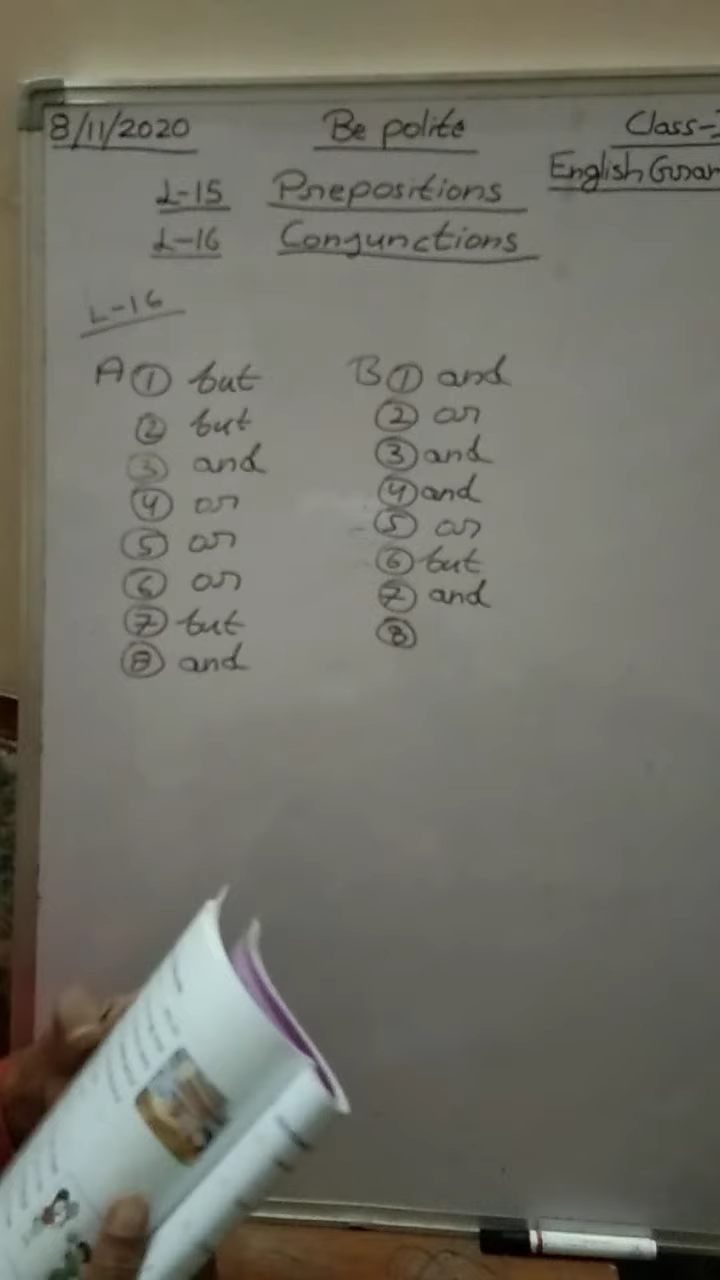 8/11/2020 Be polite Class-
English Grar
L-15 Prepositions
L-16 Conjunctions
L-16
A ① but
② but
③ and
④ or
⑤ or
⑥ or
⑦ but
⑧ and
B ① and
② or
③ and
④ and
⑤ or
⑥ but
⑦ and
⑧